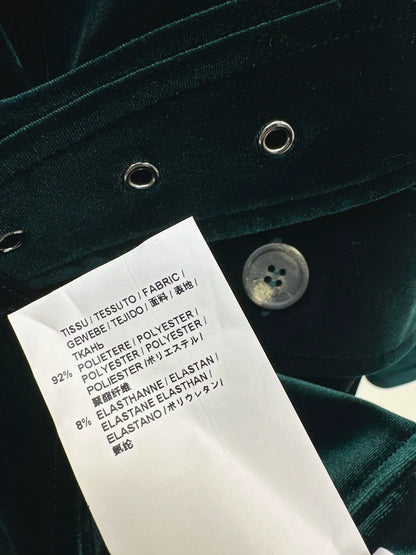 TISSU / TESSUTO / FABRIC /
GEWEBE / TEJIDO / 面料 / 表地
ТКАНЬ
92% POLIETERE / POLYESTER /
POLYESTER / POLYESTER /
POLIESTER /ポリエステル /
聚酯纤维
8% ELASTHANNE / ELASTAN /
ELASTANE ELASTHAN /
ELASTANO / ポリウレタン /
氨纶